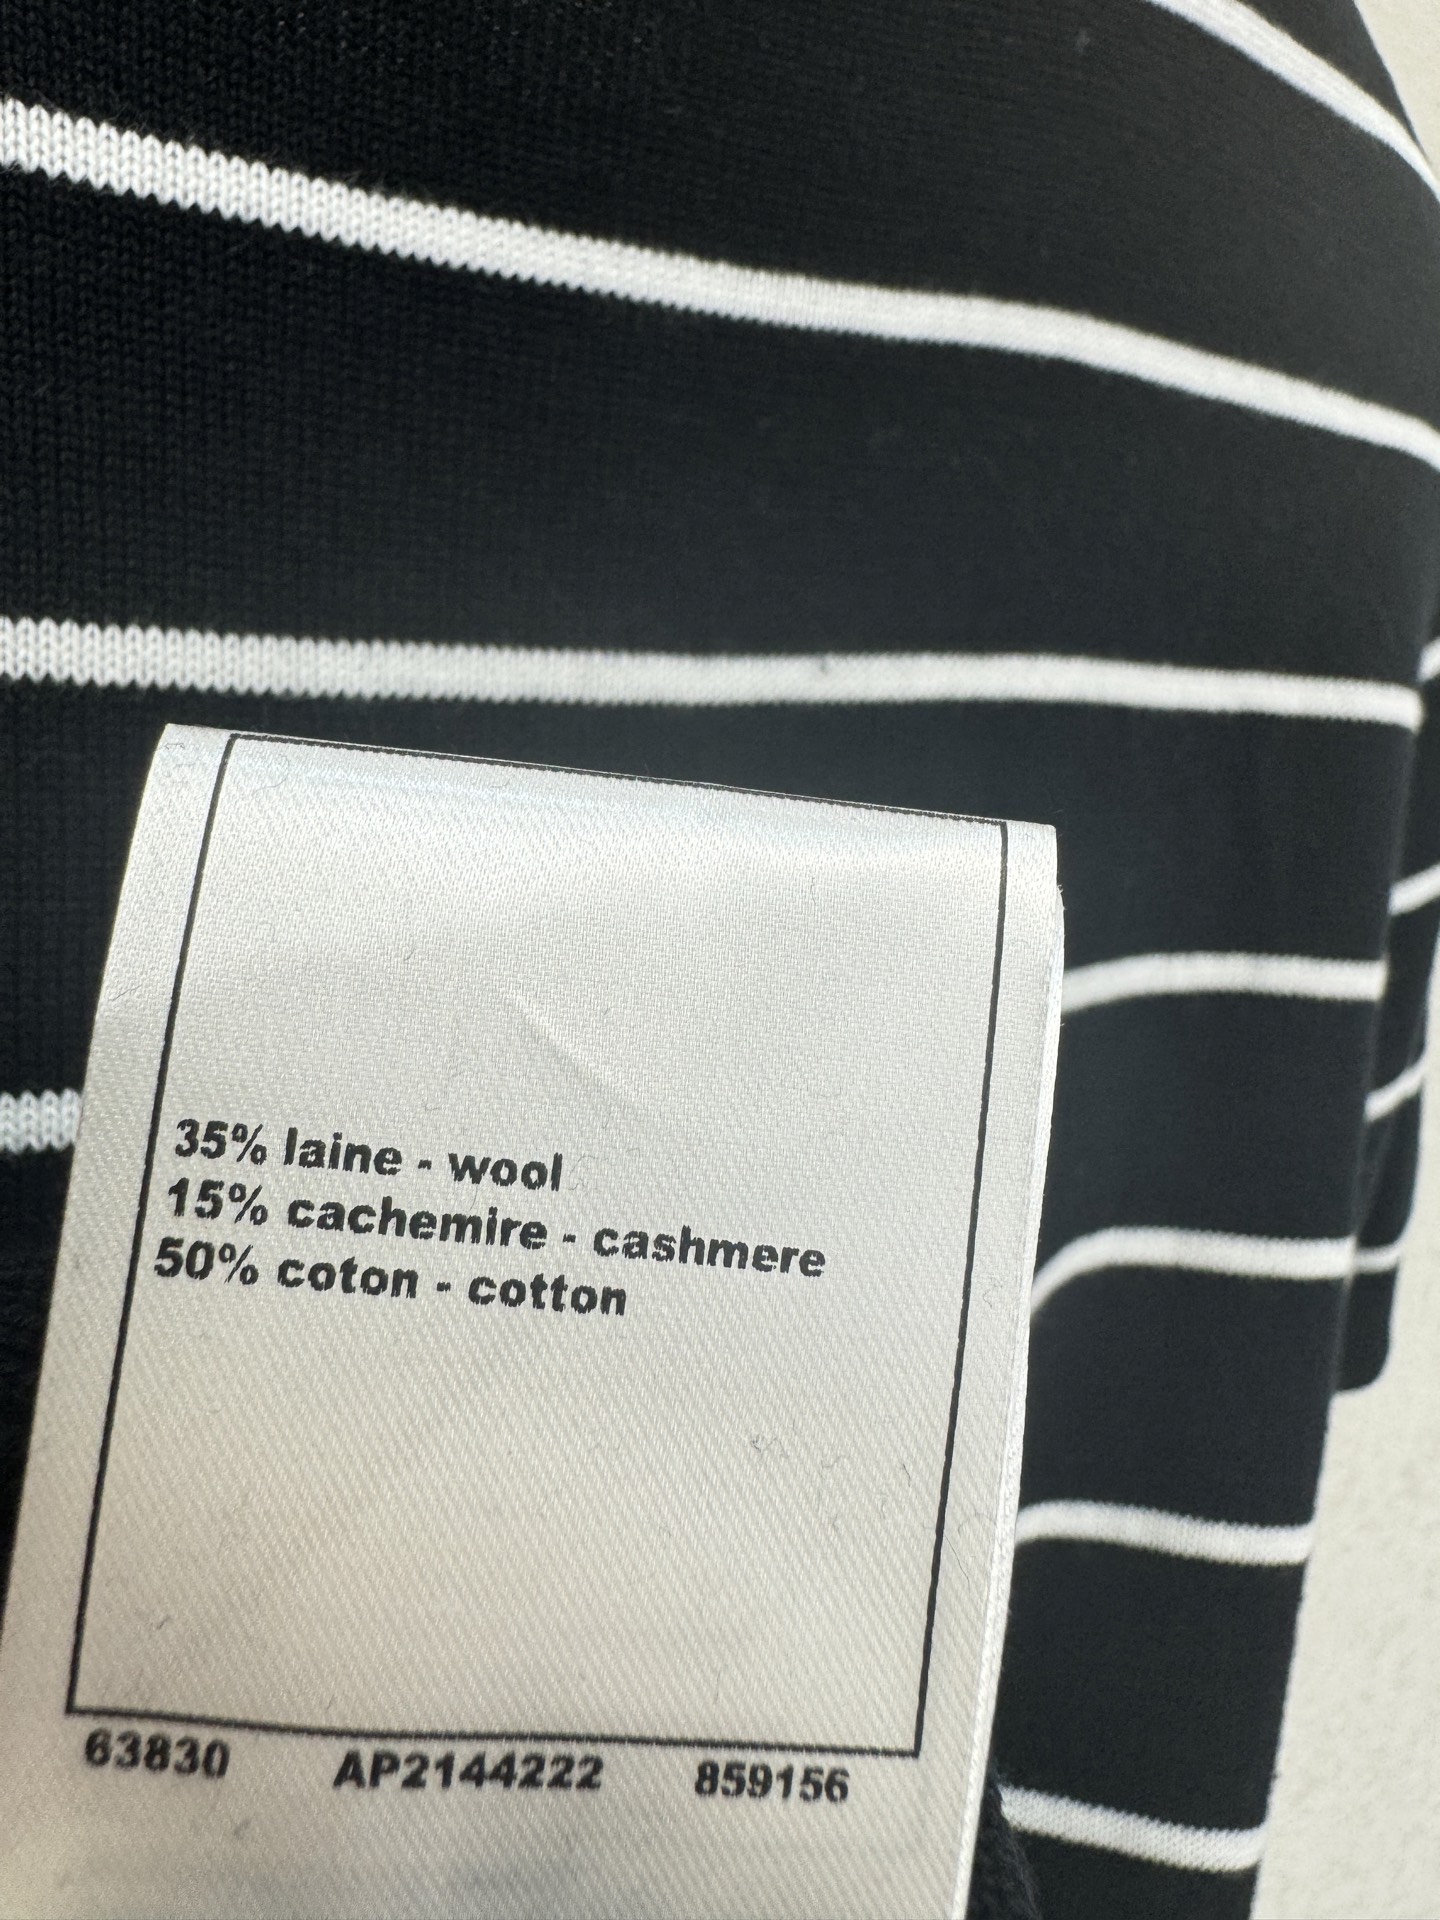 35% laine - wool
15% cachemire - cashmere
50% coton - cotton
63830 AP2144222 859156